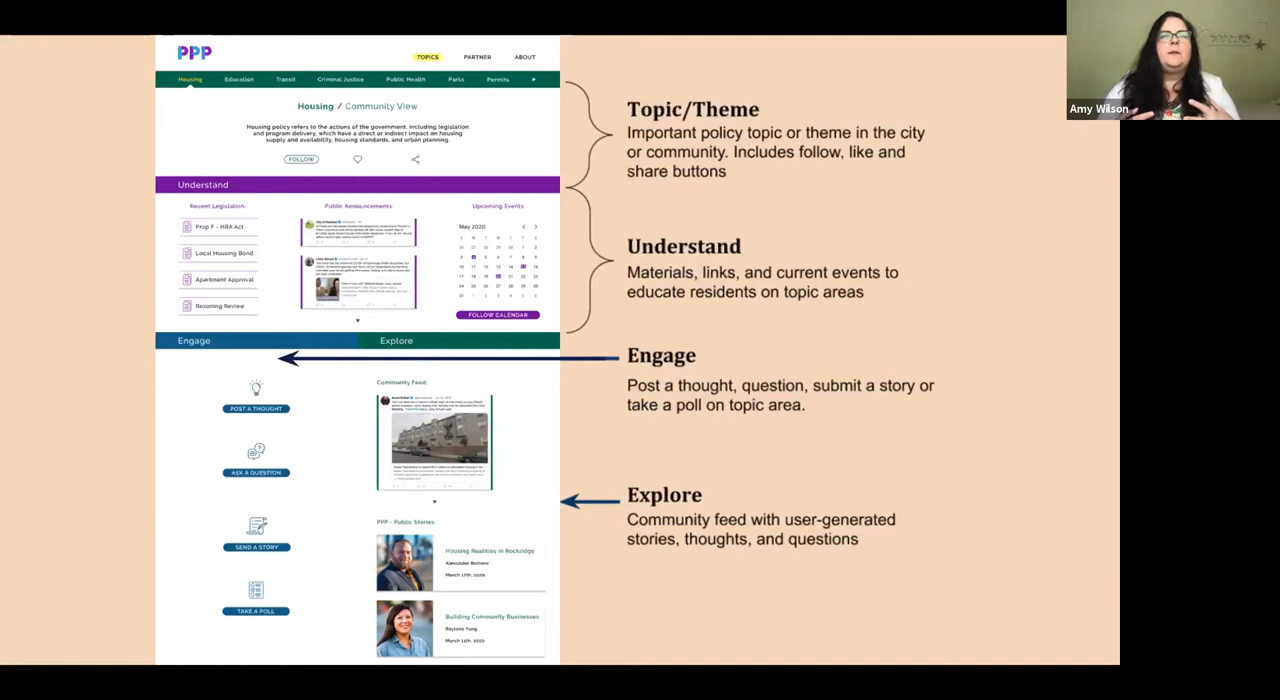 PPP
TOPICS PARTNER ABOUT
Housing Education Transit Criminal Justice Public Health Parks Permits
Housing / Community View
Housing policy refers to the actions of the government, including legislation
and program delivery, which have a direct or indirect impact on housing
supply and availability, housing standards, and urban planning.
FOLLOW
Understand
Recent Legislation:
Prop F - HRA Act
Local Housing Bond
Apartment Approval
Rezoning Review
Public Announcements:
Upcoming Events:
May 2020
FOLLOW CALENDAR
Engage
Explore
POST A THOUGHT
ASK A QUESTION
SEND A STORY
TAKE A POLL
Community Feed:
PPP - Public Stories:
Housing Realities in Rockridge
Alexander Romero
March 17th, 2020
Building Community Businesses
Raylene Yung
March 11th, 2020
Topic/Theme
Important policy topic or theme in the city
or community. Includes follow, like and
share buttons
Understand
Materials, links, and current events to
educate residents on topic areas
Engage
Post a thought, question, submit a story or
take a poll on topic area.
Explore
Community feed with user-generated
stories, thoughts, and questions
Amy Wilson